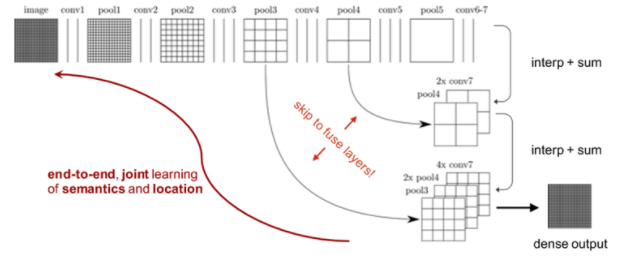 image conv1 pool1 conv2 pool2 conv3 pool3 conv4 pool4 conv5 pool5 conv6-7
interp + sum
2x conv7
pool4
skip to fuse layers!
interp + sum
4x conv7
end-to-end, joint learning
of semantics and location
2x pool4
pool3
dense output